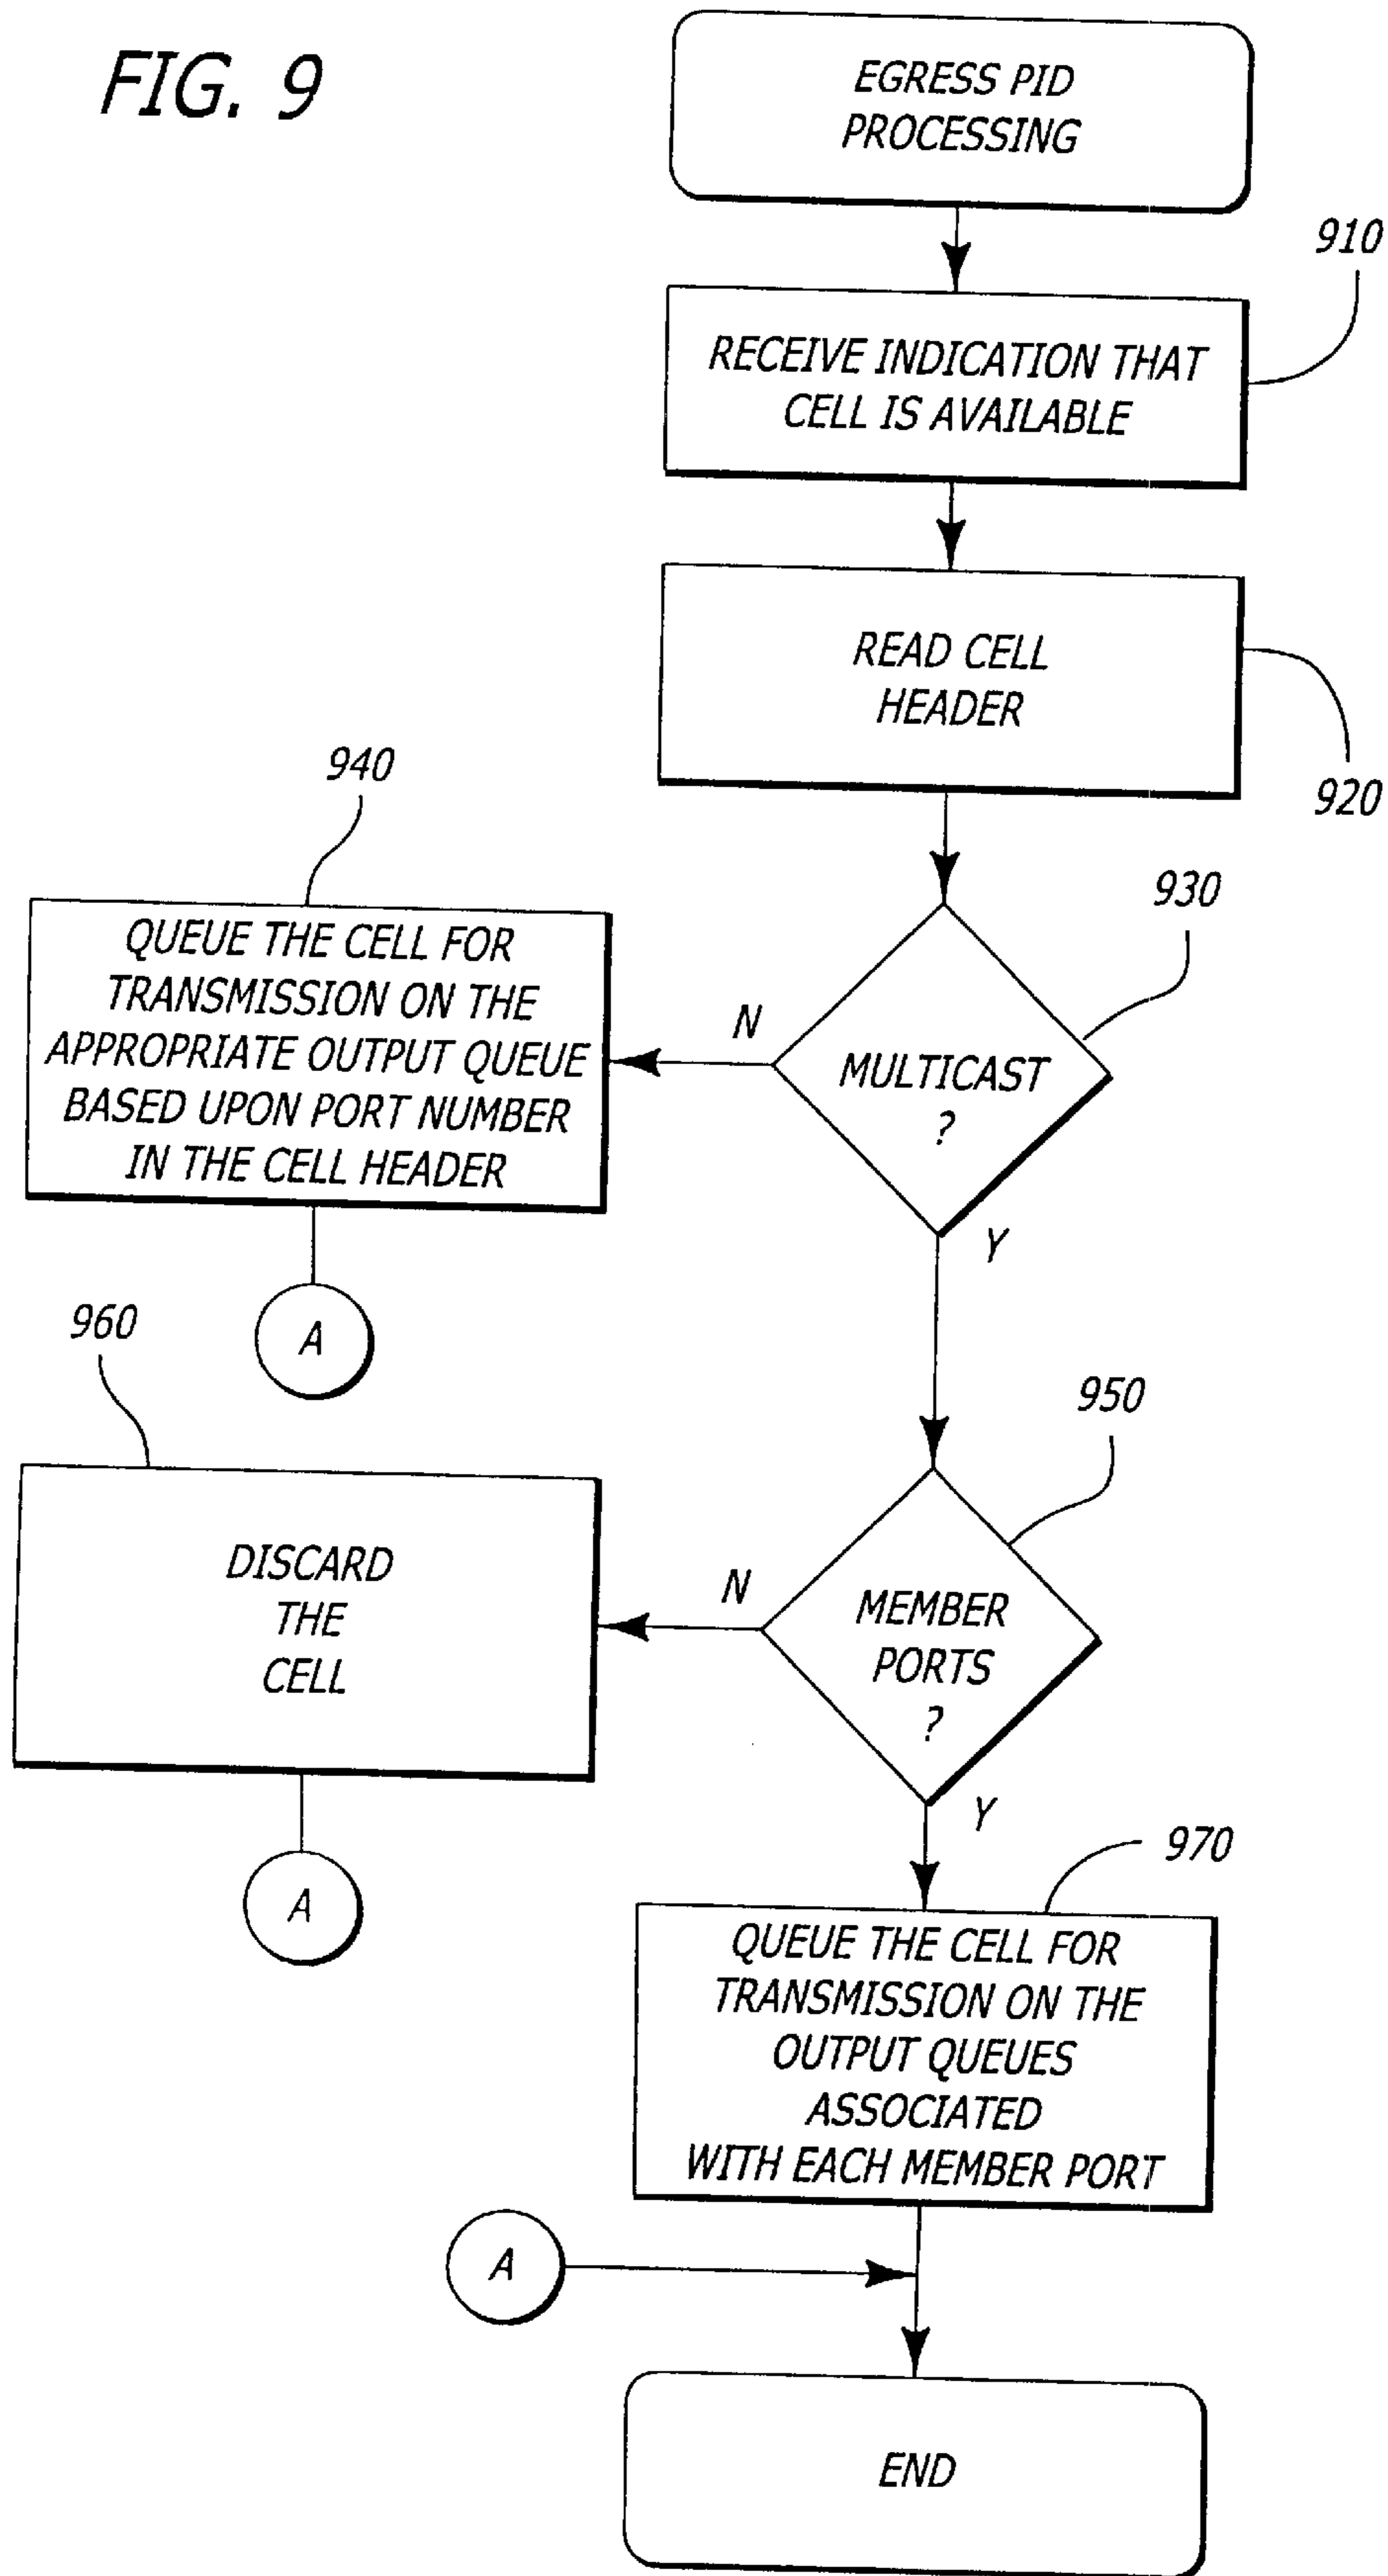 FIG. 9
EGRESS PID
PROCESSING
910
RECEIVE INDICATION THAT
CELL IS AVAILABLE
READ CELL
HEADER
920
940
930
QUEUE THE CELL FOR
TRANSMISSION ON THE
APPROPRIATE OUTPUT QUEUE
BASED UPON PORT NUMBER
IN THE CELL HEADER
N
MULTICAST
?
Y
A
960
950
DISCARD
THE
CELL
N
MEMBER
PORTS
?
Y
A
970
QUEUE THE CELL FOR
TRANSMISSION ON THE
OUTPUT QUEUES
ASSOCIATED
WITH EACH MEMBER PORT
A
END